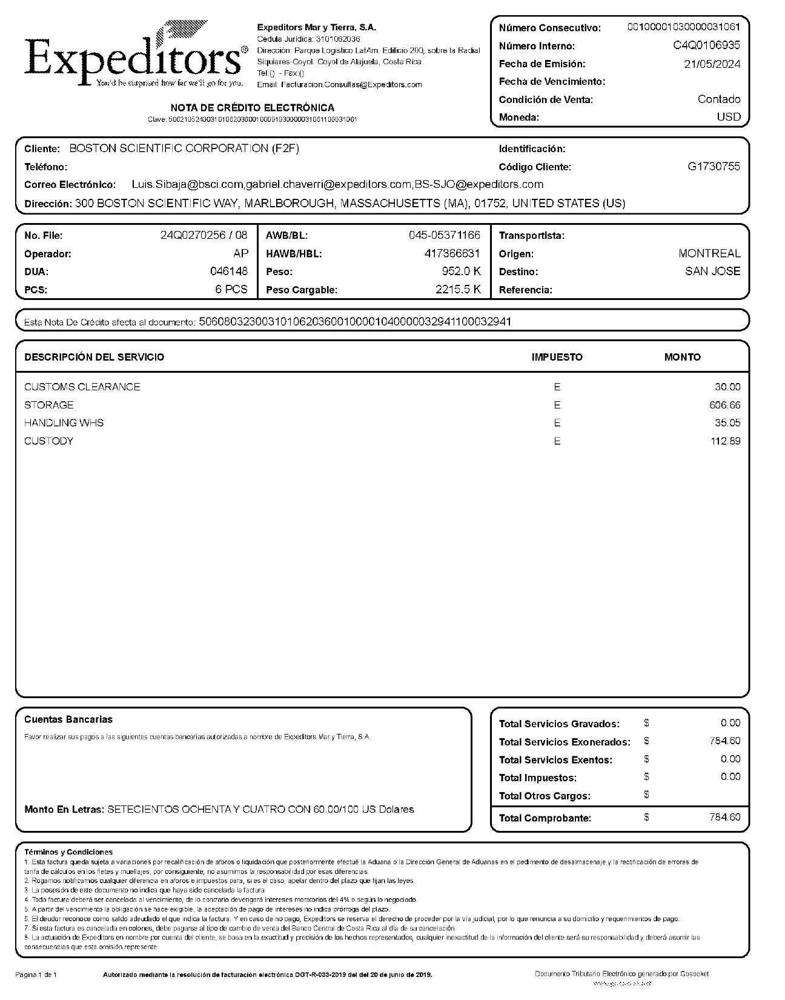 Expeditors®
You'd be surprised how far we'll go for you.
Expeditors Mar y Tierra, S.A.
Cédula Jurídica: 3101062036
Dirección: Parque Logistico LatAm. Edificio 200, sobre la Radial
Siquiares-Coyol. Coyol de Alajuela, Costa Rica.
Tel:() - Fax:()
Email: Facturacion.Consultas@Expeditors.com
NOTA DE CRÉDITO ELECTRÓNICA
Clave: 50621052400310106203600100001030000031061100031061
Número Consecutivo: 00100001030000031061
Número Interno: C4Q0106935
Fecha de Emisión: 21/05/2024
Fecha de Vencimiento:
Condición de Venta: Contado
Moneda: USD
Cliente: BOSTON SCIENTIFIC CORPORATION (F2F) Identificación:
Teléfono: Código Cliente: G1730755
Correo Electrónico: Luis.Sibaja@bsci.com;gabriel.chaverri@expeditors.com;BS-SJO@expeditors.com
Dirección: 300 BOSTON SCIENTIFIC WAY, MARLBOROUGH, MASSACHUSETTS (MA), 01752, UNITED STATES (US)
No. File: 24Q0270256 / 08 AWB/BL: 045-05371166 Transportista:
Operador: AP HAWB/HBL: 417366631 Origen: MONTREAL
DUA: 046148 Peso: 952.0 K Destino: SAN JOSE
PCS: 6 PCS Peso Cargable: 2215.5 K Referencia:
Esta Nota De Crédito afecta al documento: 50608032300310106203600100001040000032941100032941
DESCRIPCIÓN DEL SERVICIO IMPUESTO MONTO
CUSTOMS CLEARANCE E 30.00
STORAGE E 606.66
HANDLING WHS E 35.05
CUSTODY E 112.89
Cuentas Bancarias
Favor realizar sus pagos a las siguientes cuentas bancarias autorizadas a nombre de Expeditors Mar y Tierra, S.A.
Monto En Letras: SETECIENTOS OCHENTA Y CUATRO CON 60.00/100 US Dolares
Total Servicios Gravados: $ 0.00
Total Servicios Exonerados: $ 784.60
Total Servicios Exentos: $ 0.00
Total Impuestos: $ 0.00
Total Otros Cargos: $
Total Comprobante: $ 784.60
Términos y Condiciones
1. Esta factura queda sujeta a variaciones por recalificación de aforos o liquidación que posteriormente efectué la Aduana o la Dirección General de Aduanas en el pedimento de desalmacenaje y la rectificación de errores de
tarifa de cálculos en los fletes y muellajes, por consiguiente, no asumimos la responsabilidad por esas diferencias.
2. Rogamos notificarnos cualquier diferencia en aforos e impuestos para, si es el caso, apelar dentro del plazo que fijan las leyes.
3. La posesión de este documento no indica que haya sido cancelada la factura.
4. Toda factura deberá ser cancelada al vencimiento, de lo contrario devengará intereses moratorios del 4% o según lo negociado.
5. A partir del vencimiento la obligación se hace exigible, la aceptación de pago de intereses no indica prórroga del plazo.
6. El deudor reconoce como saldo adeudado el que indica la factura. Y en caso de no pago, Expeditors se reserva el derecho de proceder por la vía judicial, por lo que renuncia a su domicilio y requerimientos de pago.
7. Si esta factura es cancelada en colones, debe pagarse al tipo de cambio de venta del Banco Central de Costa Rica al día de su cancelación.
8. La actuación de Expeditors en nombre por cuenta del cliente, se basa en la exactitud y precisión de los hechos representados, cualquier inexactitud de la información del cliente será su responsabilidad y deberá asumir las
consecuencias que esta omisión represente.
Página 1 de 1 Autorizado mediante la resolución de facturación electrónica DGT-R-033-2019 del del 20 de junio de 2019. Documento Tributario Electrónico generado por Gosocket